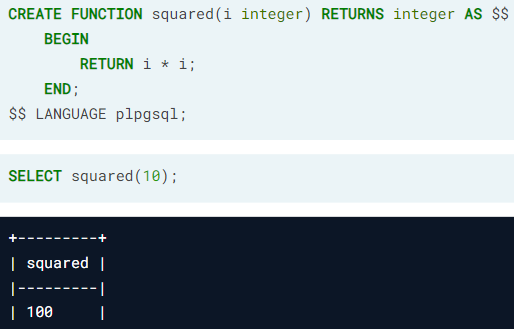 CREATE FUNCTION squared(i integer) RETURNS integer AS $$
    BEGIN
        RETURN i * i;
    END;
$$ LANGUAGE plpgsql;
SELECT squared(10);
+---------+
| squared |
|---------|
| 100     |